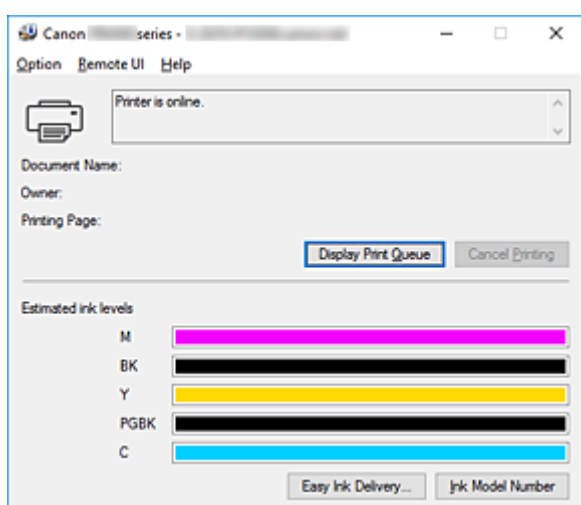 Canon series -
Option Remote UI Help
Printer is online.
Document Name:
Owner:
Printing Page:
Display Print Queue Cancel Printing
Estimated ink levels
M
BK
Y
PGBK
C
Easy Ink Delivery... Ink Model Number